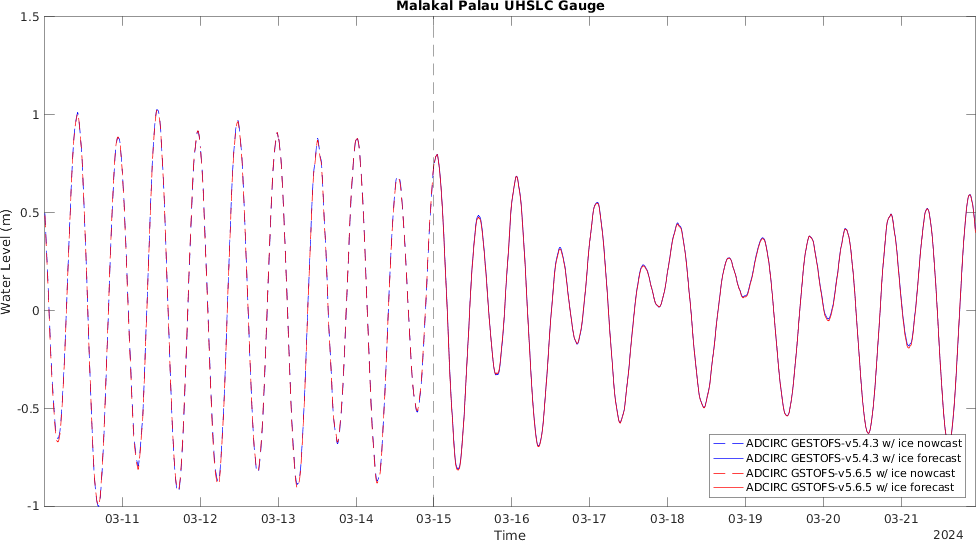 Malakal Palau UHSLC Gauge
1.5
1
0.5
0
-0.5
-1
Water Level (m)
ADCIRC GESTOFS-v5.4.3 w/ ice nowcast
ADCIRC GESTOFS-v5.4.3 w/ ice forecast
ADCIRC GSTOFS-v5.6.5 w/ ice nowcast
ADCIRC GSTOFS-v5.6.5 w/ ice forecast
03-11 03-12 03-13 03-14 03-15 03-16 03-17 03-18 03-19 03-20 03-21
Time
2024